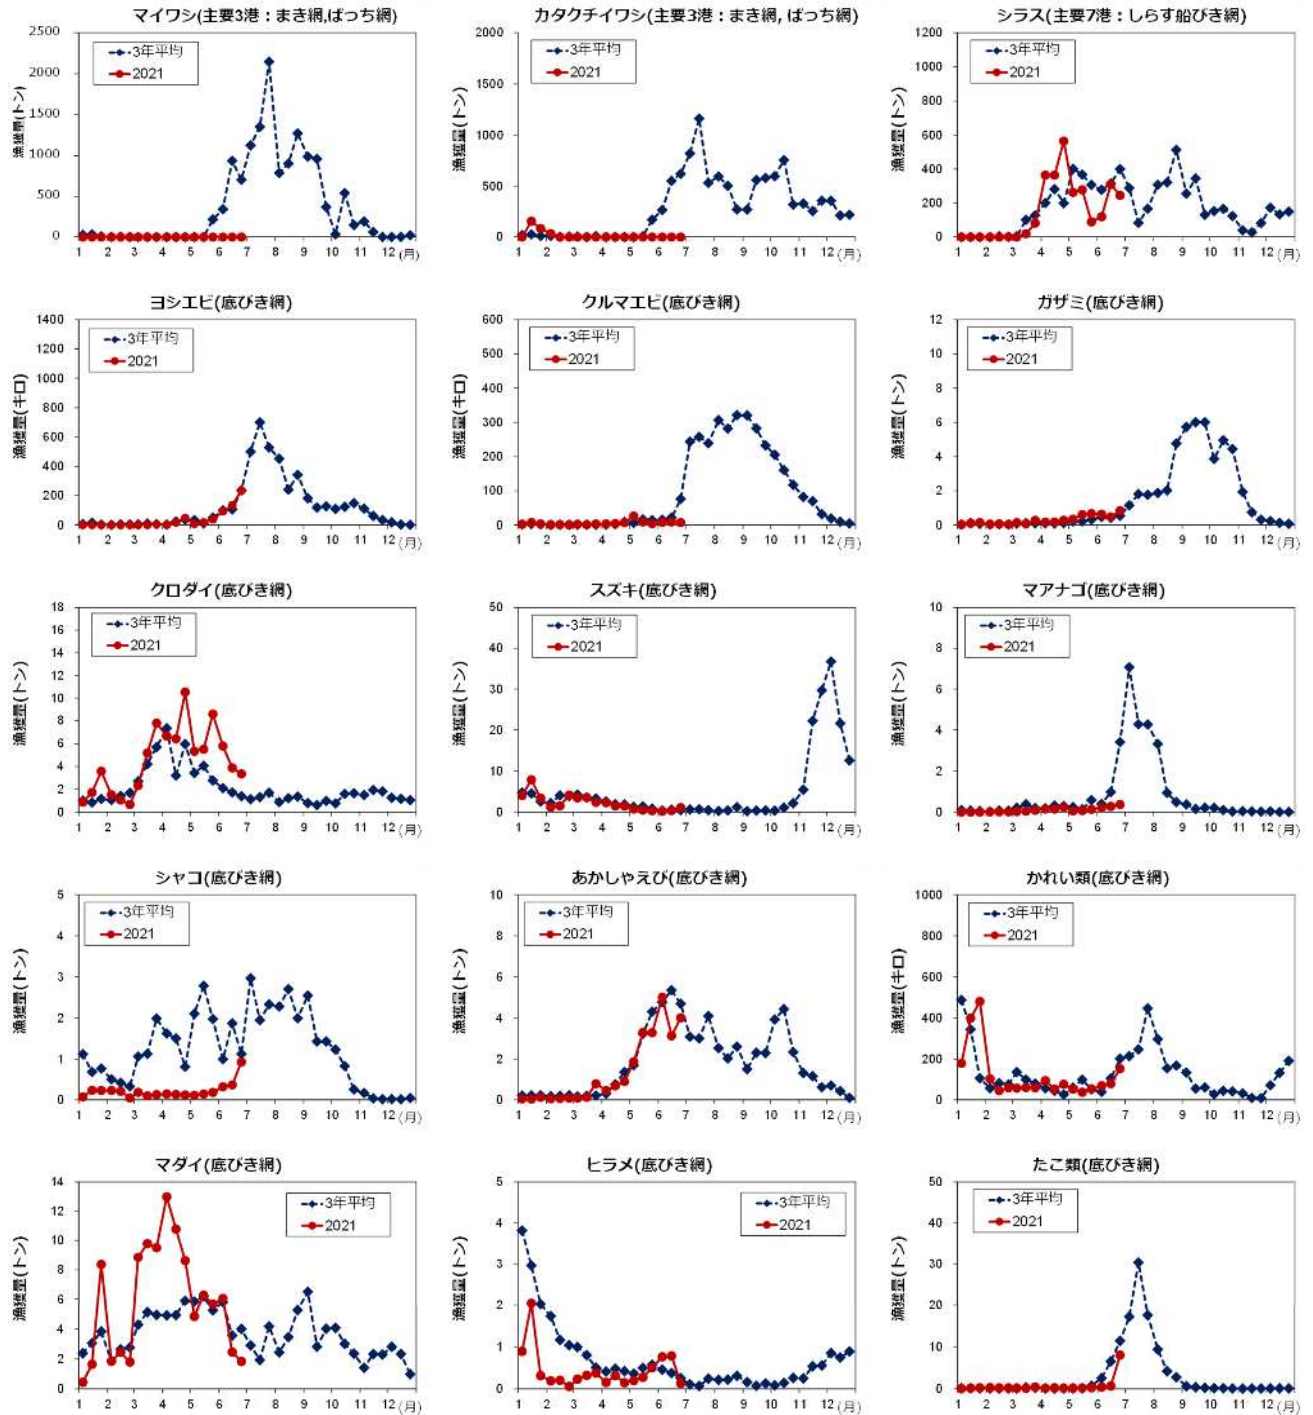 マイワシ(主要3港：まき網,ばっち網)
漁獲量(トン)
2500
2000
1500
1000
500
0
3年平均
2021
1 2 3 4 5 6 7 8 9 10 11 12 (月)
カタクチイワシ(主要3港：まき網, ばっち網)
漁獲量(トン)
2000
1500
1000
500
0
3年平均
2021
1 2 3 4 5 6 7 8 9 10 11 12 (月)
シラス(主要7港：しらす船びき網)
漁獲量(トン)
1200
1000
800
600
400
200
0
3年平均
2021
1 2 3 4 5 6 7 8 9 10 11 12 (月)
ヨシエビ(底びき網)
漁獲量(キロ)
1400
1200
1000
800
600
400
200
0
3年平均
2021
1 2 3 4 5 6 7 8 9 10 11 12 (月)
クルマエビ(底びき網)
漁獲量(キロ)
600
500
400
300
200
100
0
3年平均
2021
1 2 3 4 5 6 7 8 9 10 11 12 (月)
ガザミ(底びき網)
漁獲量(トン)
12
10
8
6
4
2
0
3年平均
2021
1 2 3 4 5 6 7 8 9 10 11 12 (月)
クロダイ(底びき網)
漁獲量(トン)
18
16
14
12
10
8
6
4
2
0
3年平均
2021
1 2 3 4 5 6 7 8 9 10 11 12 (月)
スズキ(底びき網)
漁獲量(トン)
50
40
30
20
10
0
3年平均
2021
1 2 3 4 5 6 7 8 9 10 11 12 (月)
マアナゴ(底びき網)
漁獲量(トン)
10
8
6
4
2
0
3年平均
2021
1 2 3 4 5 6 7 8 9 10 11 12 (月)
シャコ(底びき網)
漁獲量(トン)
5
4
3
2
1
0
3年平均
2021
1 2 3 4 5 6 7 8 9 10 11 12 (月)
あかしゃえび(底びき網)
漁獲量(トン)
10
8
6
4
2
0
3年平均
2021
1 2 3 4 5 6 7 8 9 10 11 12 (月)
かれい類(底びき網)
漁獲量(キロ)
1000
800
600
400
200
0
3年平均
2021
1 2 3 4 5 6 7 8 9 10 11 12 (月)
マダイ(底びき網)
漁獲量(トン)
14
12
10
8
6
4
2
0
3年平均
2021
1 2 3 4 5 6 7 8 9 10 11 12 (月)
ヒラメ(底びき網)
漁獲量(トン)
5
4
3
2
1
0
3年平均
2021
1 2 3 4 5 6 7 8 9 10 11 12 (月)
たこ類(底びき網)
漁獲量(トン)
50
40
30
20
10
0
3年平均
2021
1 2 3 4 5 6 7 8 9 10 11 12 (月)